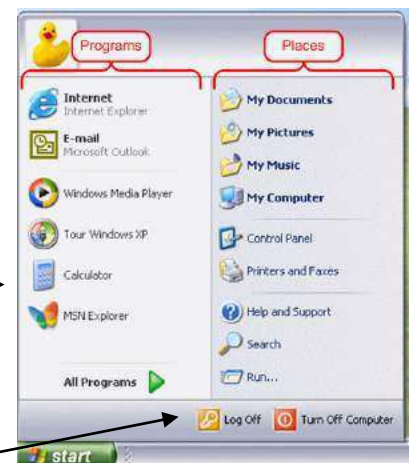 Programs
Places
Internet
Internet Explorer
E-mail
Microsoft Outlook
Windows Media Player
Tour Windows XP
Calculator
MSN Explorer
All Programs
My Documents
My Pictures
My Music
My Computer
Control Panel
Printers and Faxes
Help and Support
Search
Run...
Log Off
Turn Off Computer
start